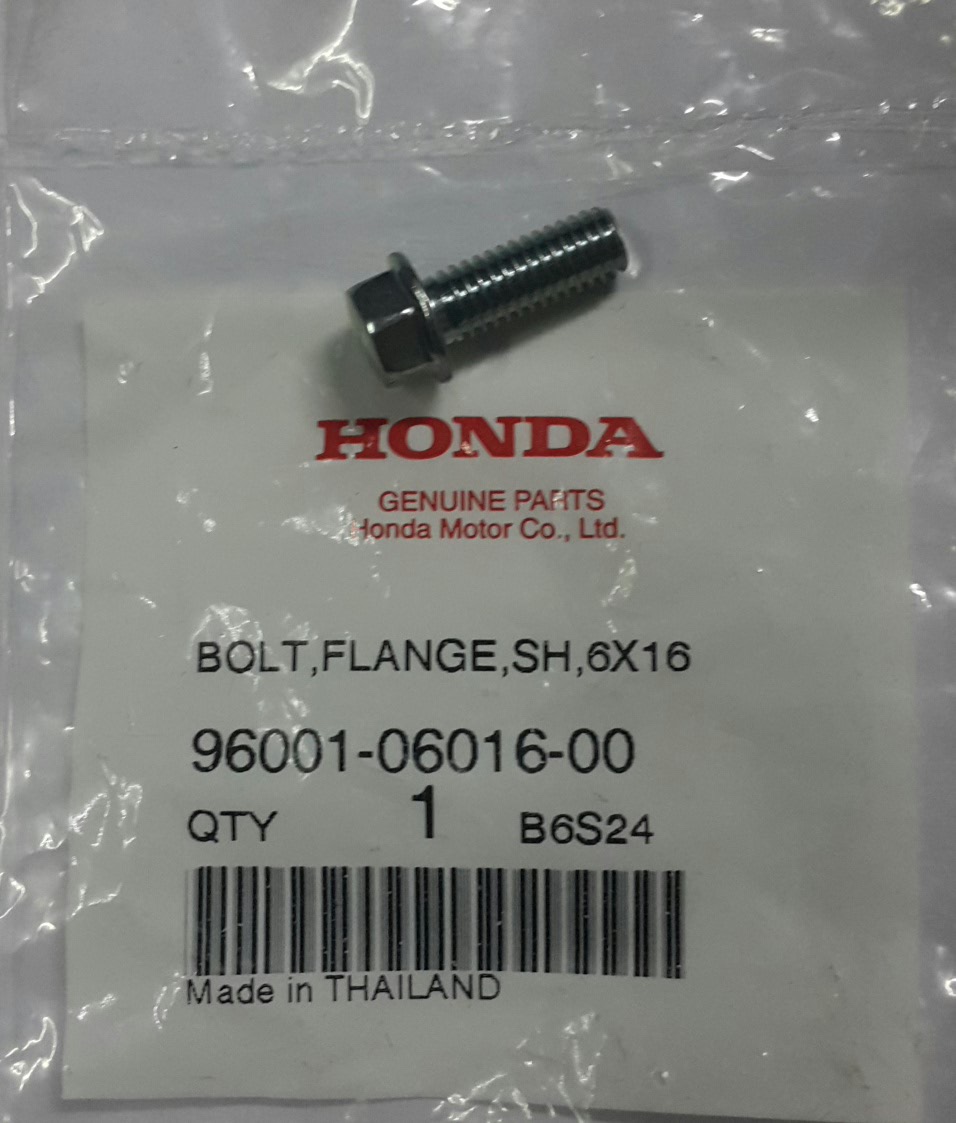 HONDA
GENUINE PARTS
Honda Motor Co., Ltd.
BOLT,FLANGE,SH,6X16
96001-06016-00
QTY 1 B6S24
Made in THAILAND